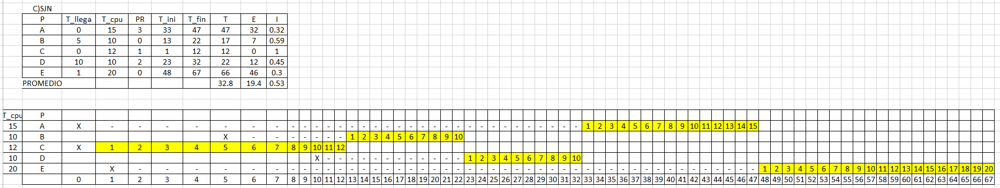 C)SJN
P T_llega T_cpu PR T_ini T_fin T E I
A 0 15 3 33 47 47 32 0.32
B 5 10 0 13 22 17 7 0.59
C 0 12 1 1 12 12 0 1
D 10 10 2 23 32 22 12 0.45
E 1 20 0 48 67 66 46 0.3
PROMEDIO 32.8 19.4 0.53
T_cpu P
15 A X - - - - - - - - - - - - - - - - - - - - - - - - - - - - - - - - 1 2 3 4 5 6 7 8 9 10 11 12 13 14 15
10 B X - - - - - - - 1 2 3 4 5 6 7 8 9 10
12 C X 1 2 3 4 5 6 7 8 9 10 11 12
10 D X - - - - - - - - - - - - 1 2 3 4 5 6 7 8 9 10
20 E X - - - - - - - - - - - - - - - - - - - - - - - - - - - - - - - - - - - - - - - - - - - - - - 1 2 3 4 5 6 7 8 9 10 11 12 13 14 15 16 17 18 19 20
0 1 2 3 4 5 6 7 8 9 10 11 12 13 14 15 16 17 18 19 20 21 22 23 24 25 26 27 28 29 30 31 32 33 34 35 36 37 38 39 40 41 42 43 44 45 46 47 48 49 50 51 52 53 54 55 56 57 58 59 60 61 62 63 64 65 66 67